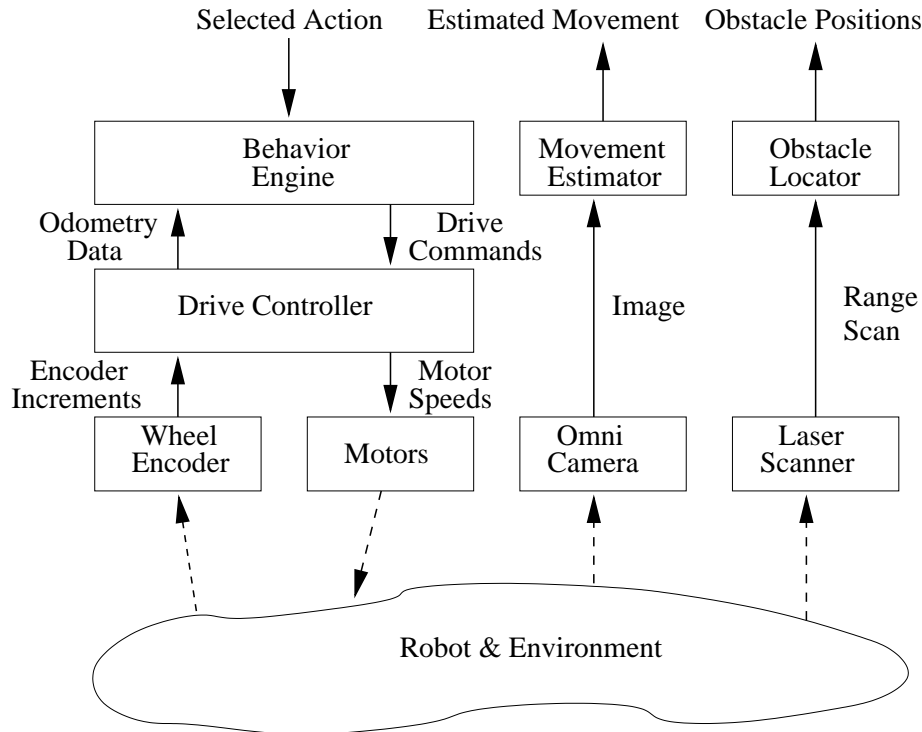 Selected Action
Estimated Movement
Obstacle Positions
Behavior
Engine
Movement
Estimator
Obstacle
Locator
Odometry
Data
Drive
Commands
Drive Controller
Image
Range
Scan
Encoder
Increments
Motor
Speeds
Wheel
Encoder
Motors
Omni
Camera
Laser
Scanner
Robot & Environment